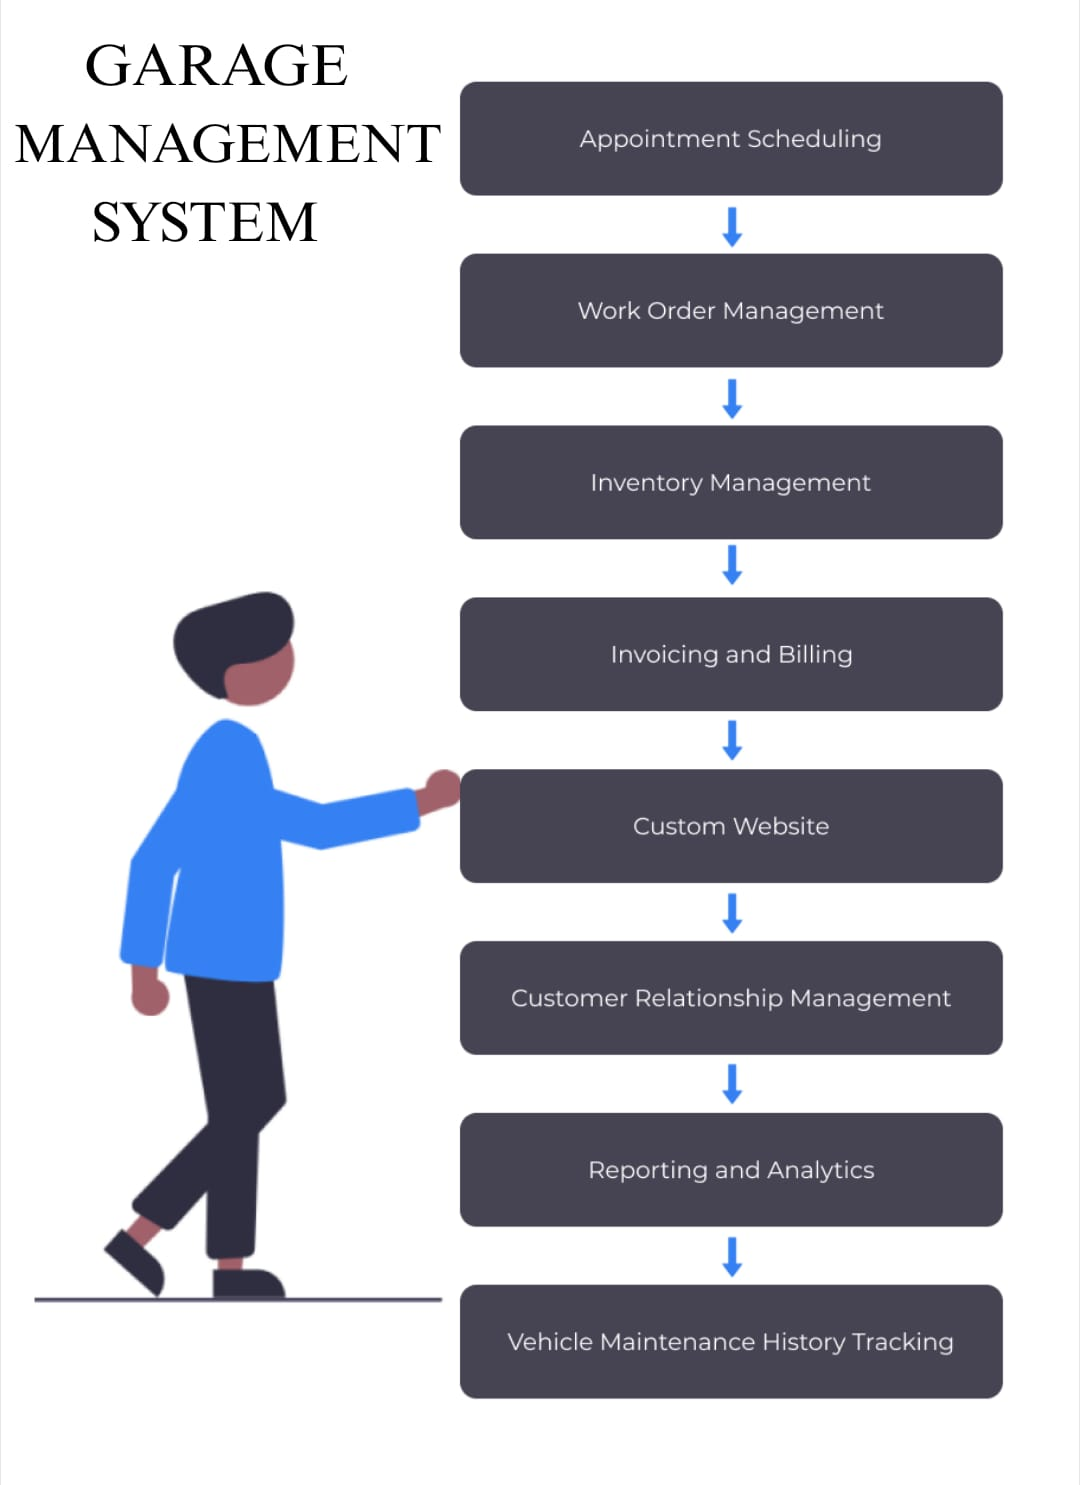 GARAGE
MANAGEMENT
SYSTEM
Appointment Scheduling
Work Order Management
Inventory Management
Invoicing and Billing
Custom Website
Customer Relationship Management
Reporting and Analytics
Vehicle Maintenance History Tracking